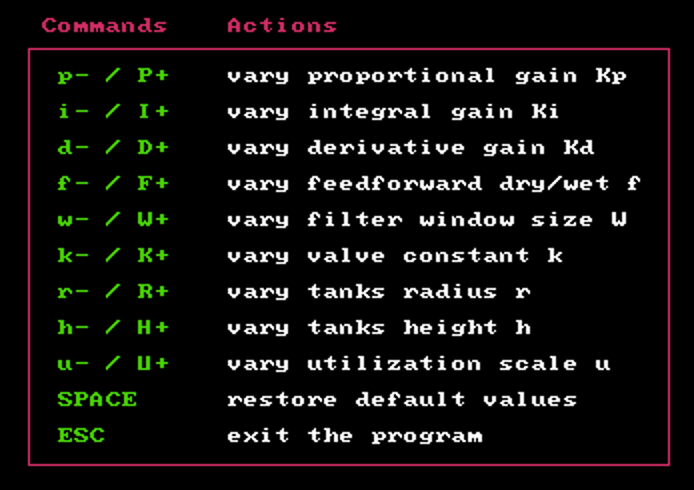 Commands Actions
p- / P+ vary proportional gain Kp
i- / I+ vary integral gain Ki
d- / D+ vary derivative gain Kd
f- / F+ vary feedforward dry/wet f
w- / W+ vary filter window size W
k- / K+ vary valve constant k
r- / R+ vary tanks radius r
h- / H+ vary tanks height h
u- / U+ vary utilization scale u
SPACE restore default values
ESC exit the program